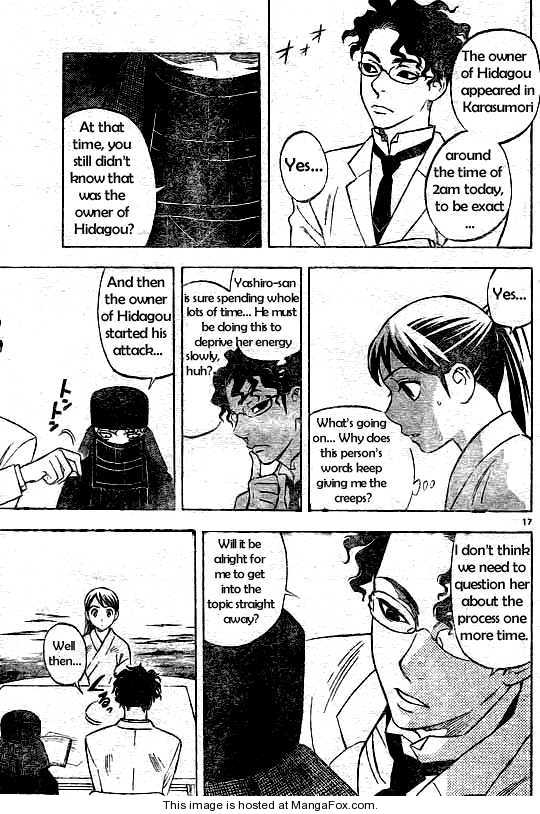 The owner
of Hidagou
appeared in
Karasumori
around
the time of
2am today,
to be exact
...
Yes...
At that
time, you
still didn't
know that
was the
owner of
Hidagou?
Yes...
What's going
on... Why does
this person's
words keep
giving me the
creeps?
Yashiro-san
is sure spending whole
lots of time... He must
be doing this to
deprive her energy
slowly,
huh?
And then
the owner
of Hidagou
started his
attack...
トン
トン
17
I don't think
we need to
question her
about the
process one
more time.
Will it be
alright for
me to get
into the
topic straight
away?
Well
then...
This image is hosted at MangaFox.com.